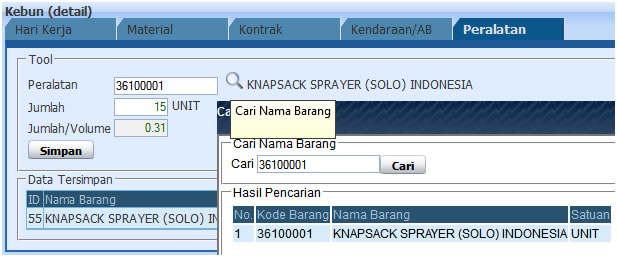 Kebun (detail)
Hari Kerja Material Kontrak Kendaraan/AB Peralatan
Tool
Peralatan 36100001 KNAPSACK SPRAYER (SOLO) INDONESIA
Jumlah 15 UNIT
Jumlah/Volume 0.31
Simpan
Data Tersimpan
ID Nama Barang
55 KNAPSACK SPRAYER (SOLO)
Cari Nama Barang
Cari Nama Barang
Cari 36100001 Cari
Hasil Pencarian
No. Kode Barang Nama Barang Satuan
1 36100001 KNAPSACK SPRAYER (SOLO) INDONESIA UNIT